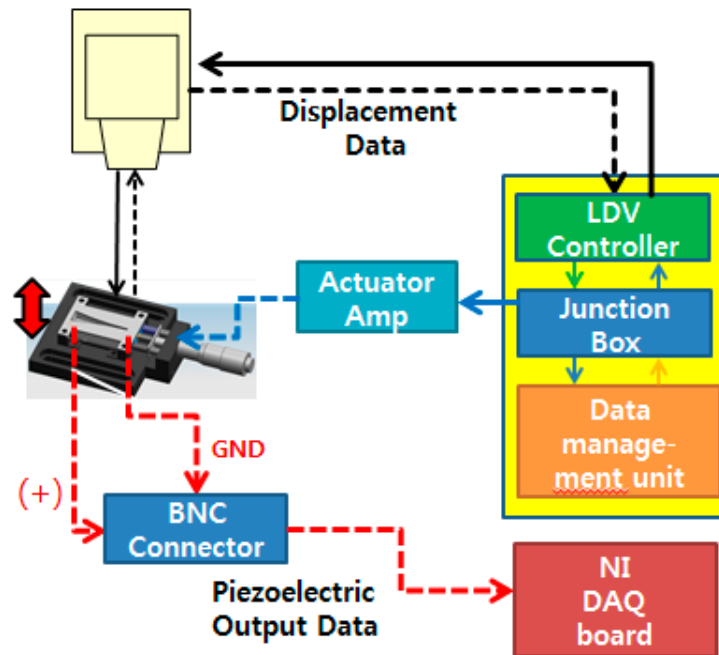 Displacement
Data
LDV
Controller
Actuator
Amp
Junction
Box
Data
manage-
ment unit
GND
(+)
BNC
Connector
Piezoelectric
Output Data
NI
DAQ
board